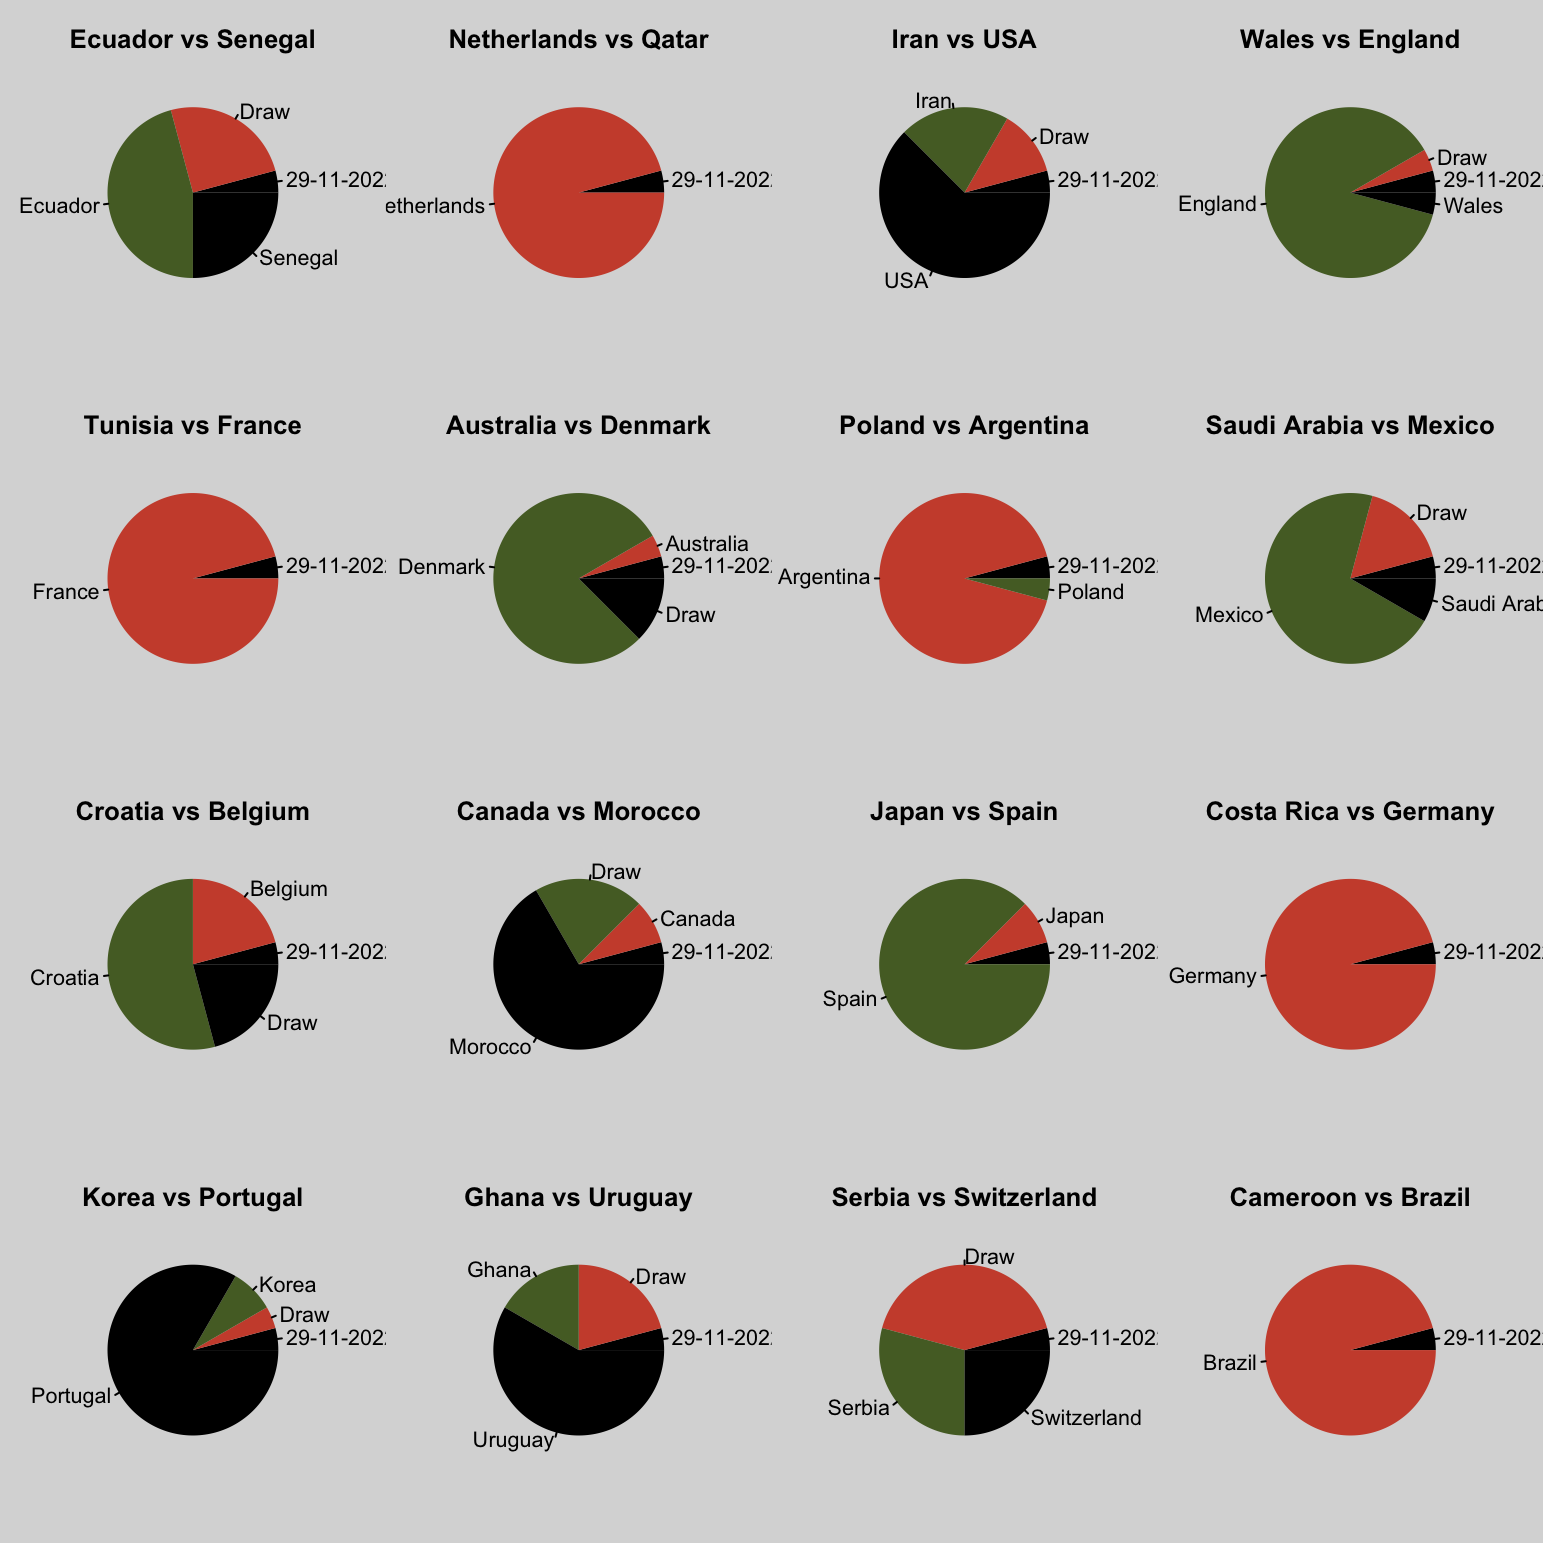 Ecuador vs Senegal
Draw
29-11-202
Ecuador
Senegal
Netherlands vs Qatar
29-11-202
etherlands
Iran vs USA
Iran
Draw
29-11-202
USA
Wales vs England
Draw
29-11-202
England
Wales
Tunisia vs France
29-11-202
France
Australia vs Denmark
Australia
Denmark
29-11-202
Draw
Poland vs Argentina
29-11-202
Argentina
Poland
Saudi Arabia vs Mexico
Draw
29-11-202
Saudi Arab
Mexico
Croatia vs Belgium
Belgium
29-11-202
Croatia
Draw
Canada vs Morocco
Draw
Canada
29-11-202
Morocco
Japan vs Spain
Japan
29-11-202
Spain
Costa Rica vs Germany
29-11-202
Germany
Korea vs Portugal
Korea
Draw
29-11-202
Portugal
Ghana vs Uruguay
Ghana
Draw
29-11-202
Uruguay
Serbia vs Switzerland
Draw
29-11-202
Serbia
Switzerland
Cameroon vs Brazil
29-11-202
Brazil